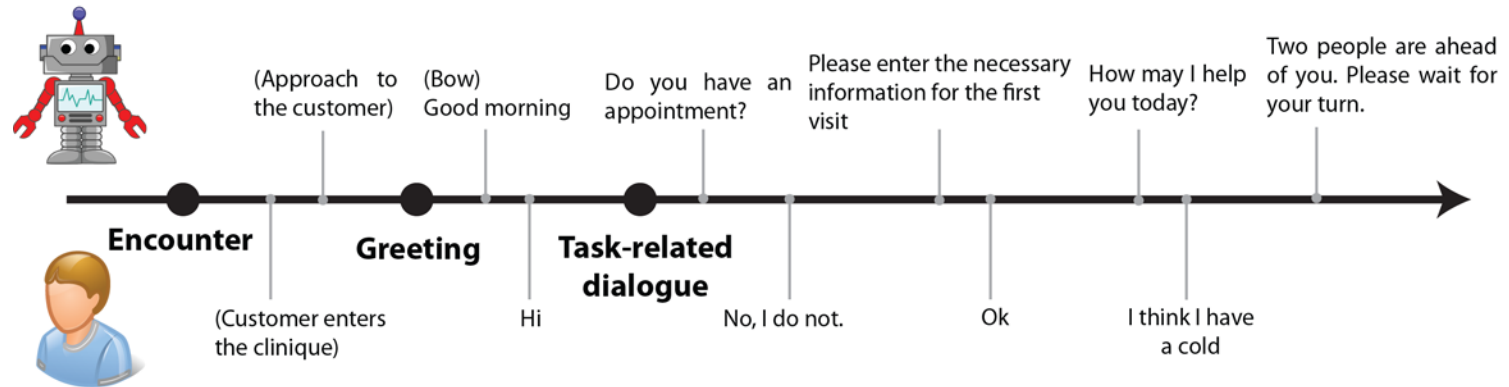 (Approach to
the customer)
(Bow)
Good morning
Do you have an
appointment?
Please enter the necessary
information for the first
visit
How may I help
you today?
Two people are ahead
of you. Please wait for
your turn.
Encounter
Greeting
Task-related
dialogue
(Customer enters
the clinique)
Hi
No, I do not.
Ok
I think I have
a cold